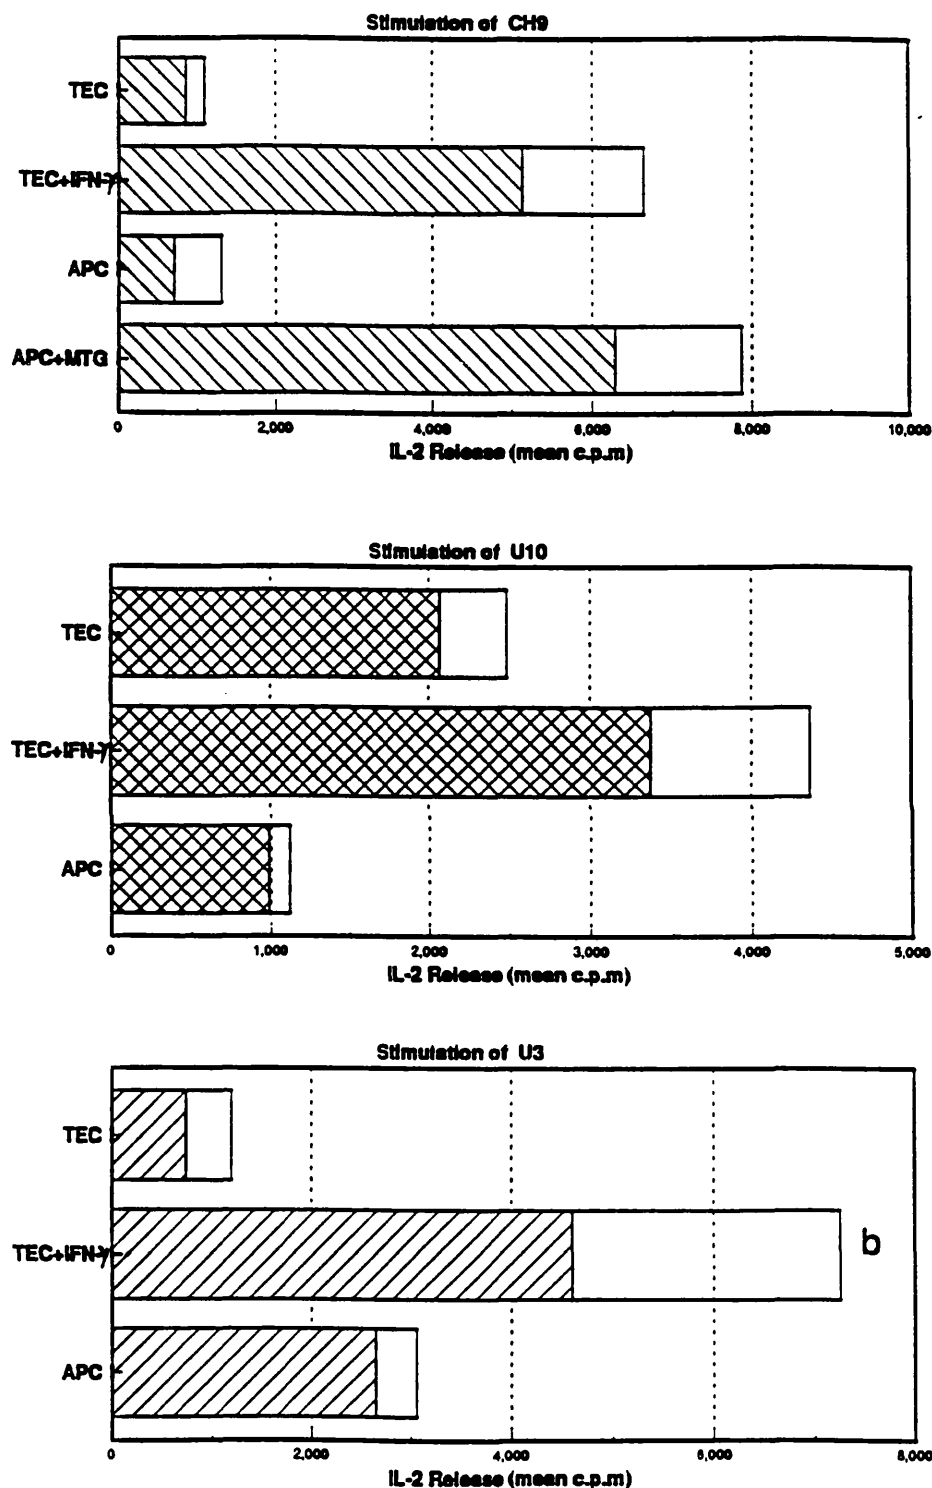 Stimulation of CH9
TEC
TEC+IFN-γ
APC
APC+MTG
0 2,000 4,000 6,000 8,000 10,000
IL-2 Release (mean c.p.m)
Stimulation of U10
TEC
TEC+IFN-γ
APC
0 1,000 2,000 3,000 4,000 5,000
IL-2 Release (mean c.p.m)
Stimulation of U3
TEC
TEC+IFN-γ
b
APC
0 2,000 4,000 6,000 8,000
IL-2 Release (mean c.p.m)